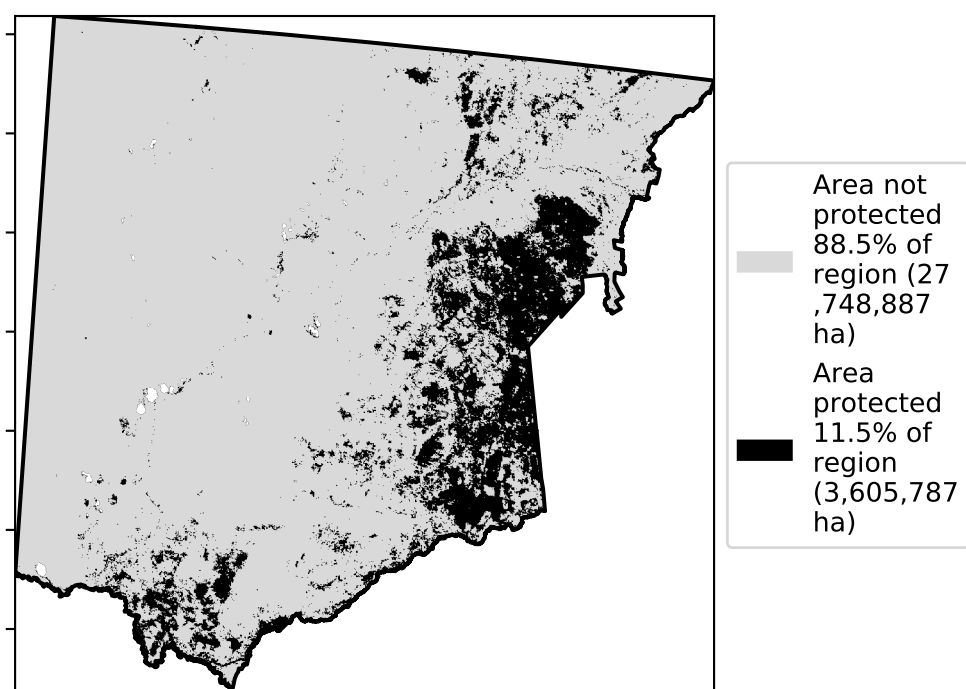 Area not
protected
88.5% of
region (27
,748,887
ha)
Area
protected
11.5% of
region
(3,605,787
ha)